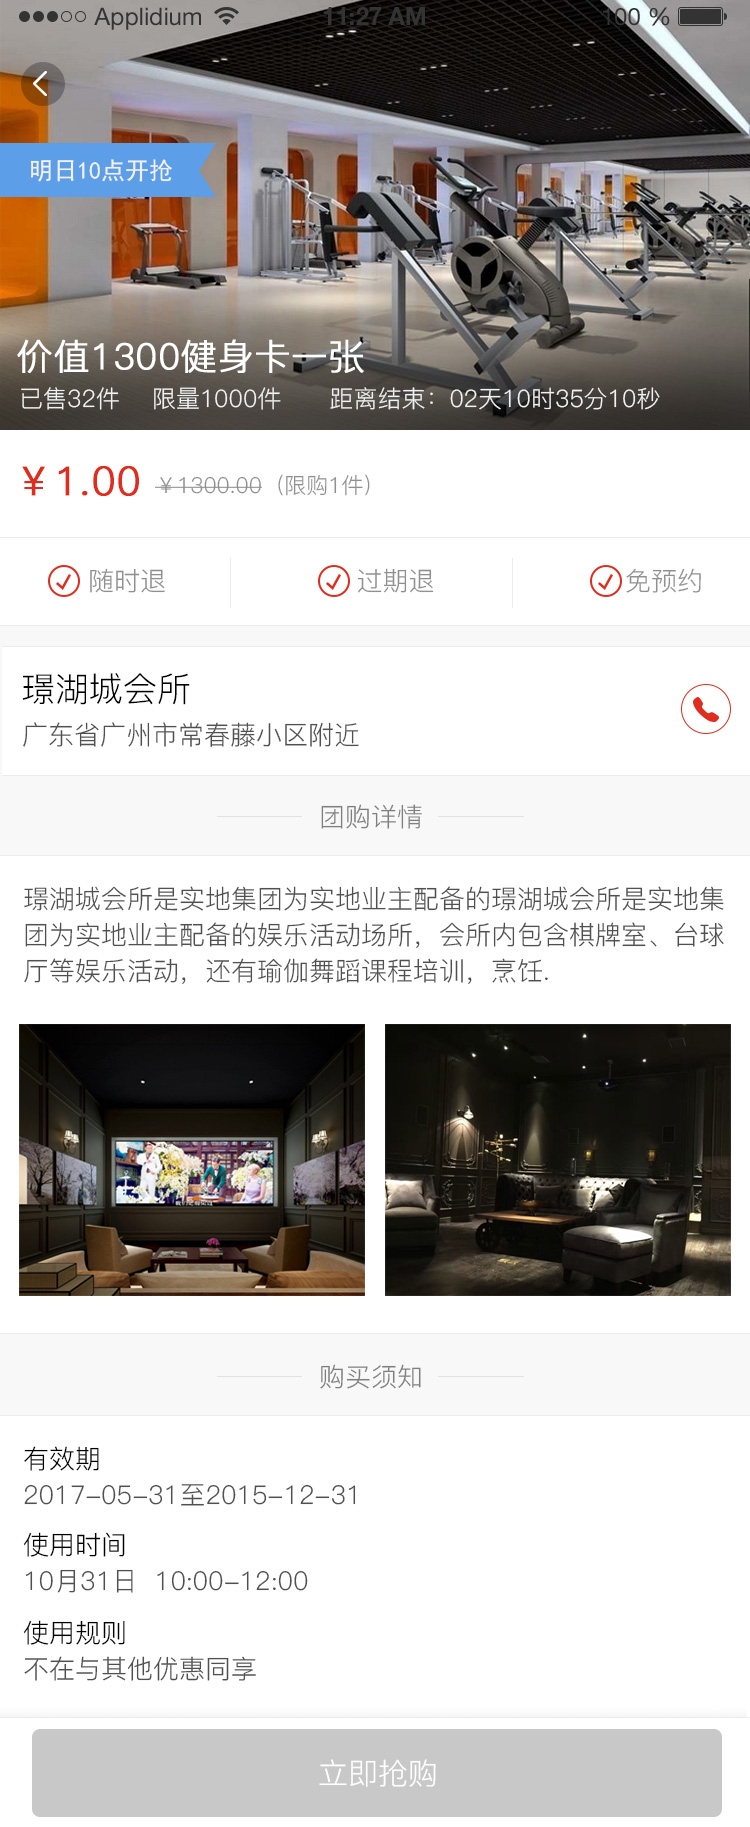 Applidium 11:27 AM 100 %
明日10点开抢
价值1300健身卡一张
已售32件 限量1000件 距离结束：02天10时35分10秒
¥ 1.00 ¥ 1300.00（限购1件）
随时退 过期退 免预约
璟湖城会所
广东省广州市常春藤小区附近
团购详情
璟湖城会所是实地集团为实地业主配备的璟湖城会所是实地集
团为实地业主配备的娱乐活动场所，会所内包含棋牌室、台球
厅等娱乐活动，还有瑜伽舞蹈课程培训，烹饪.
购买须知
有效期
2017-05-31至2015-12-31
使用时间
10月31日 10:00-12:00
使用规则
不在与其他优惠同享
立即抢购